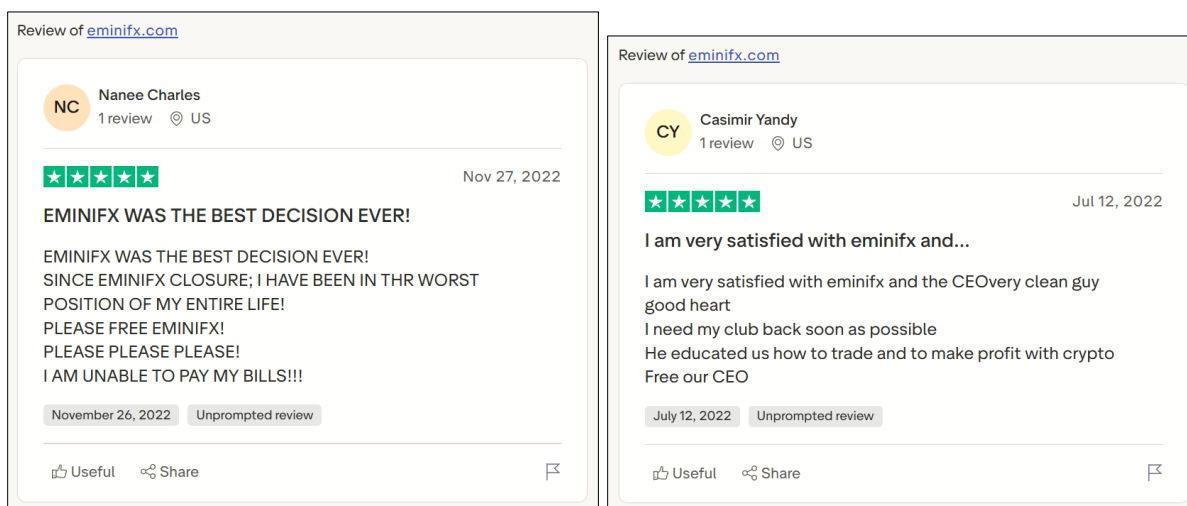 Review of eminifx.com
NC
Nanee Charles
1 review US
Nov 27, 2022
EMINIFX WAS THE BEST DECISION EVER!
EMINIFX WAS THE BEST DECISION EVER!
SINCE EMINIFX CLOSURE; I HAVE BEEN IN THR WORST
POSITION OF MY ENTIRE LIFE!
PLEASE FREE EMINIFX!
PLEASE PLEASE PLEASE!
I AM UNABLE TO PAY MY BILLS!!!
November 26, 2022 Unprompted review
Useful Share
Review of eminifx.com
CY
Casimir Yandy
1 review US
Jul 12, 2022
I am very satisfied with eminifx and...
I am very satisfied with eminifx and the CEOvery clean guy
good heart
I need my club back soon as possible
He educated us how to trade and to make profit with crypto
Free our CEO
July 12, 2022 Unprompted review
Useful Share